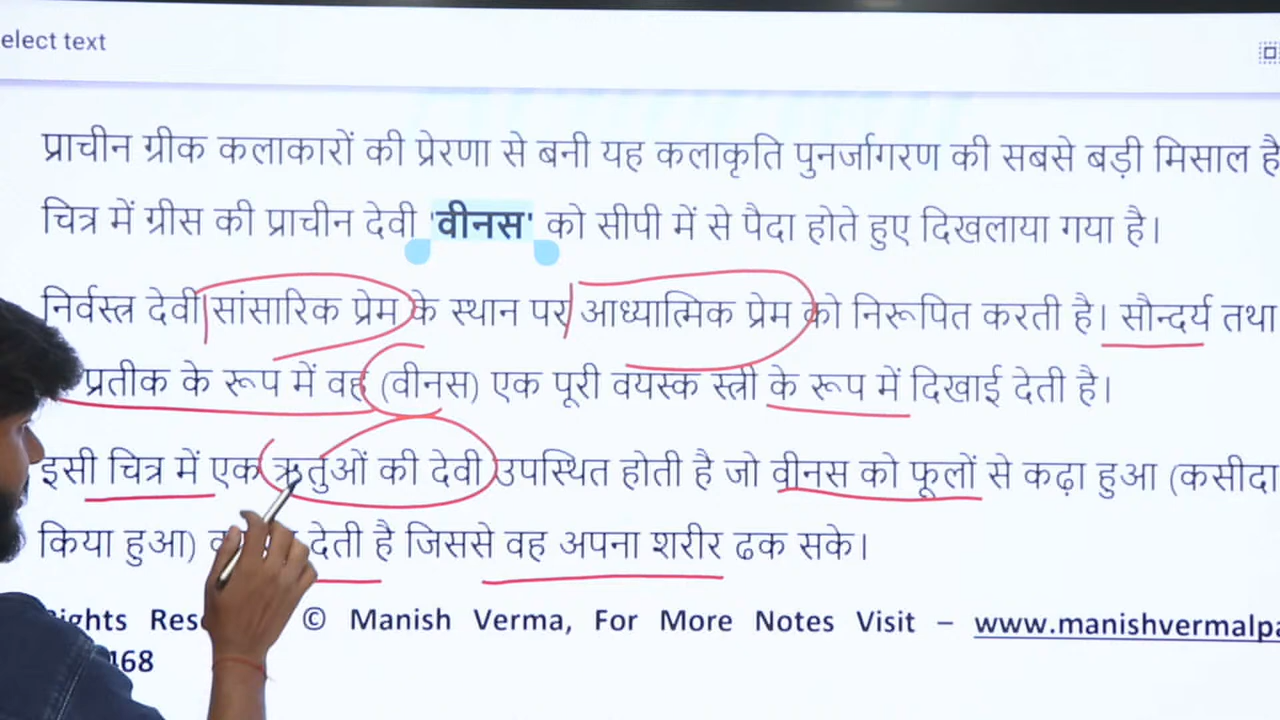 elect text
प्राचीन ग्रीक कलाकारों की प्रेरणा से बनी यह कलाकृति पुनर्जागरण की सबसे बड़ी मिसाल है
चित्र में ग्रीस की प्राचीन देवी 'वीनस' को सीपी में से पैदा होते हुए दिखलाया गया है।
निर्वस्त्र देवी सांसारिक प्रेम के स्थान पर आध्यात्मिक प्रेम को निरूपित करती है। सौन्दर्य तथा
प्रतीक के रूप में वह (वीनस) एक पूरी वयस्क स्त्री के रूप में दिखाई देती है।
इसी चित्र में एक ऋतुओं की देवी उपस्थित होती है जो वीनस को फूलों से कढ़ा हुआ (कसीदा
किया हुआ) देती है जिससे वह अपना शरीर ढक सके।
ights Res © Manish Verma, For More Notes Visit – www.manishvermalpa
168